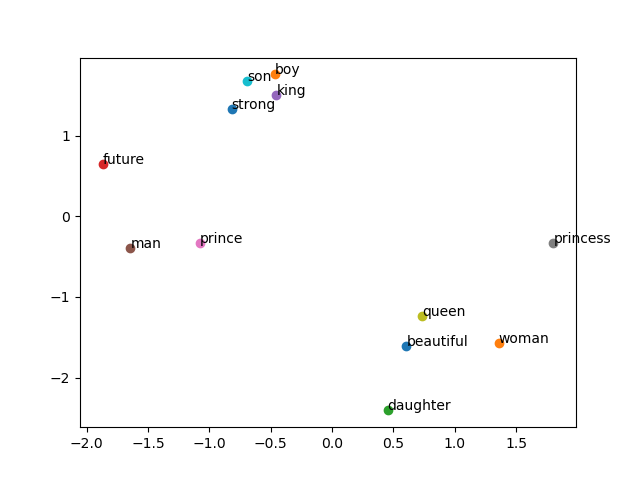 boy
son
king
strong
1
future
0
man
prince
princess
−1
queen
beautiful
woman
−2
daughter
−2.0 −1.5 −1.0 −0.5 0.0 0.5 1.0 1.5